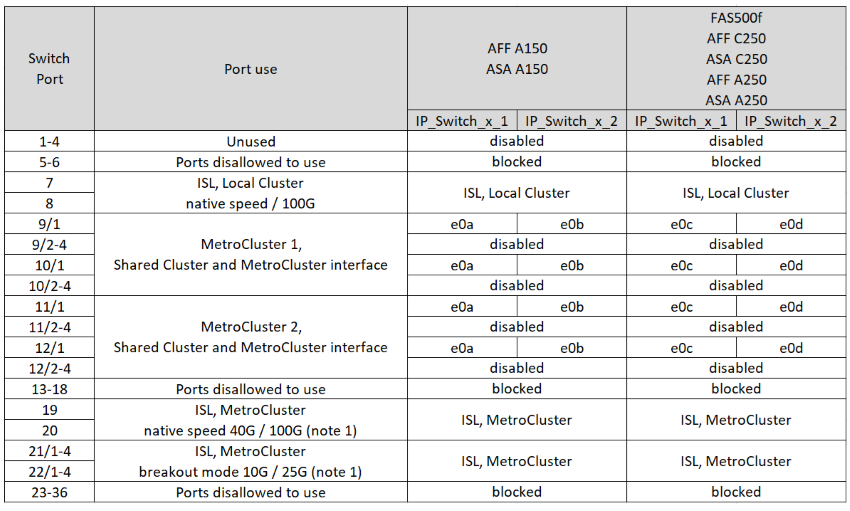 Switch
Port
Port use
AFF A150
ASA A150
FAS500f
AFF C250
ASA C250
AFF A250
ASA A250
IP_Switch_x_1 IP_Switch_x_2 IP_Switch_x_1 IP_Switch_x_2
1-4 Unused disabled disabled
5-6 Ports disallowed to use blocked blocked
7 ISL, Local Cluster
8 native speed / 100G
ISL, Local Cluster ISL, Local Cluster
9/1 e0a e0b e0c e0d
9/2-4 disabled disabled
10/1 e0a e0b e0c e0d
10/2-4 disabled disabled
MetroCluster 1,
Shared Cluster and MetroCluster interface
11/1 e0a e0b e0c e0d
11/2-4 disabled disabled
12/1 e0a e0b e0c e0d
12/2-4 disabled disabled
MetroCluster 2,
Shared Cluster and MetroCluster interface
13-18 Ports disallowed to use blocked blocked
19 ISL, MetroCluster
20 native speed 40G / 100G (note 1)
ISL, MetroCluster ISL, MetroCluster
21/1-4 ISL, MetroCluster
22/1-4 breakout mode 10G / 25G (note 1)
ISL, MetroCluster ISL, MetroCluster
23-36 Ports disallowed to use blocked blocked